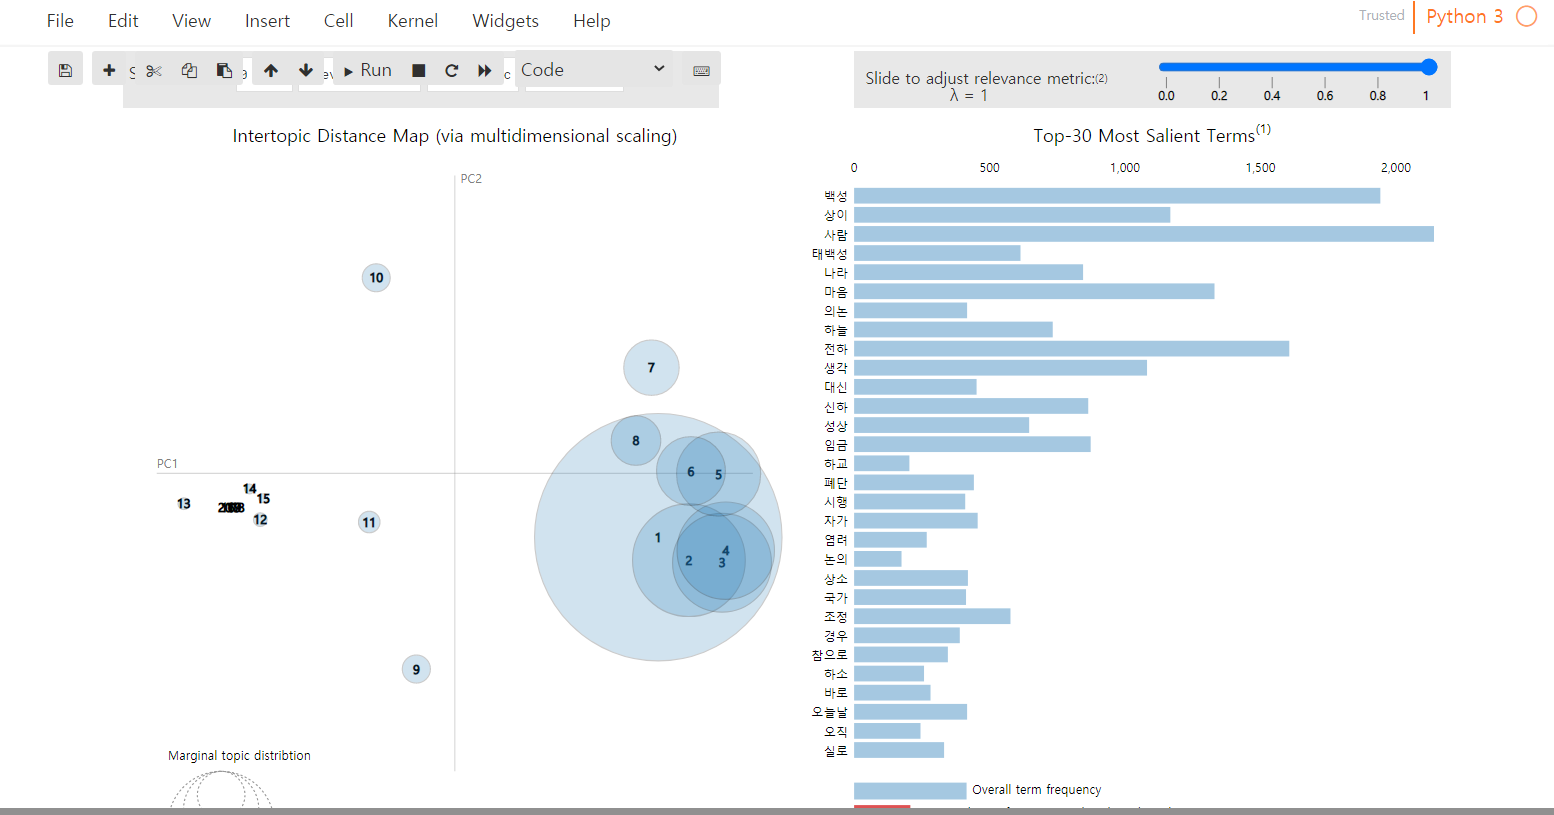 File Edit View Insert Cell Kernel Widgets Help
Trusted Python 3
Run Code
Slide to adjust relevance metric:(2)
λ = 1
0.0 0.2 0.4 0.6 0.8 1
Intertopic Distance Map (via multidimensional scaling)
PC2
PC1
10
7
8
6
5
14
15
13
12
11
1
4
2
3
9
Marginal topic distribtion
Top-30 Most Salient Terms(1)
0 500 1,000 1,500 2,000
백성
상이
사람
태백성
나라
마음
의논
하늘
전하
생각
대신
신하
성상
임금
하교
폐단
시행
자가
염려
논의
상소
국가
조정
경우
참으로
하소
바로
오늘날
오직
실로
Overall term frequency